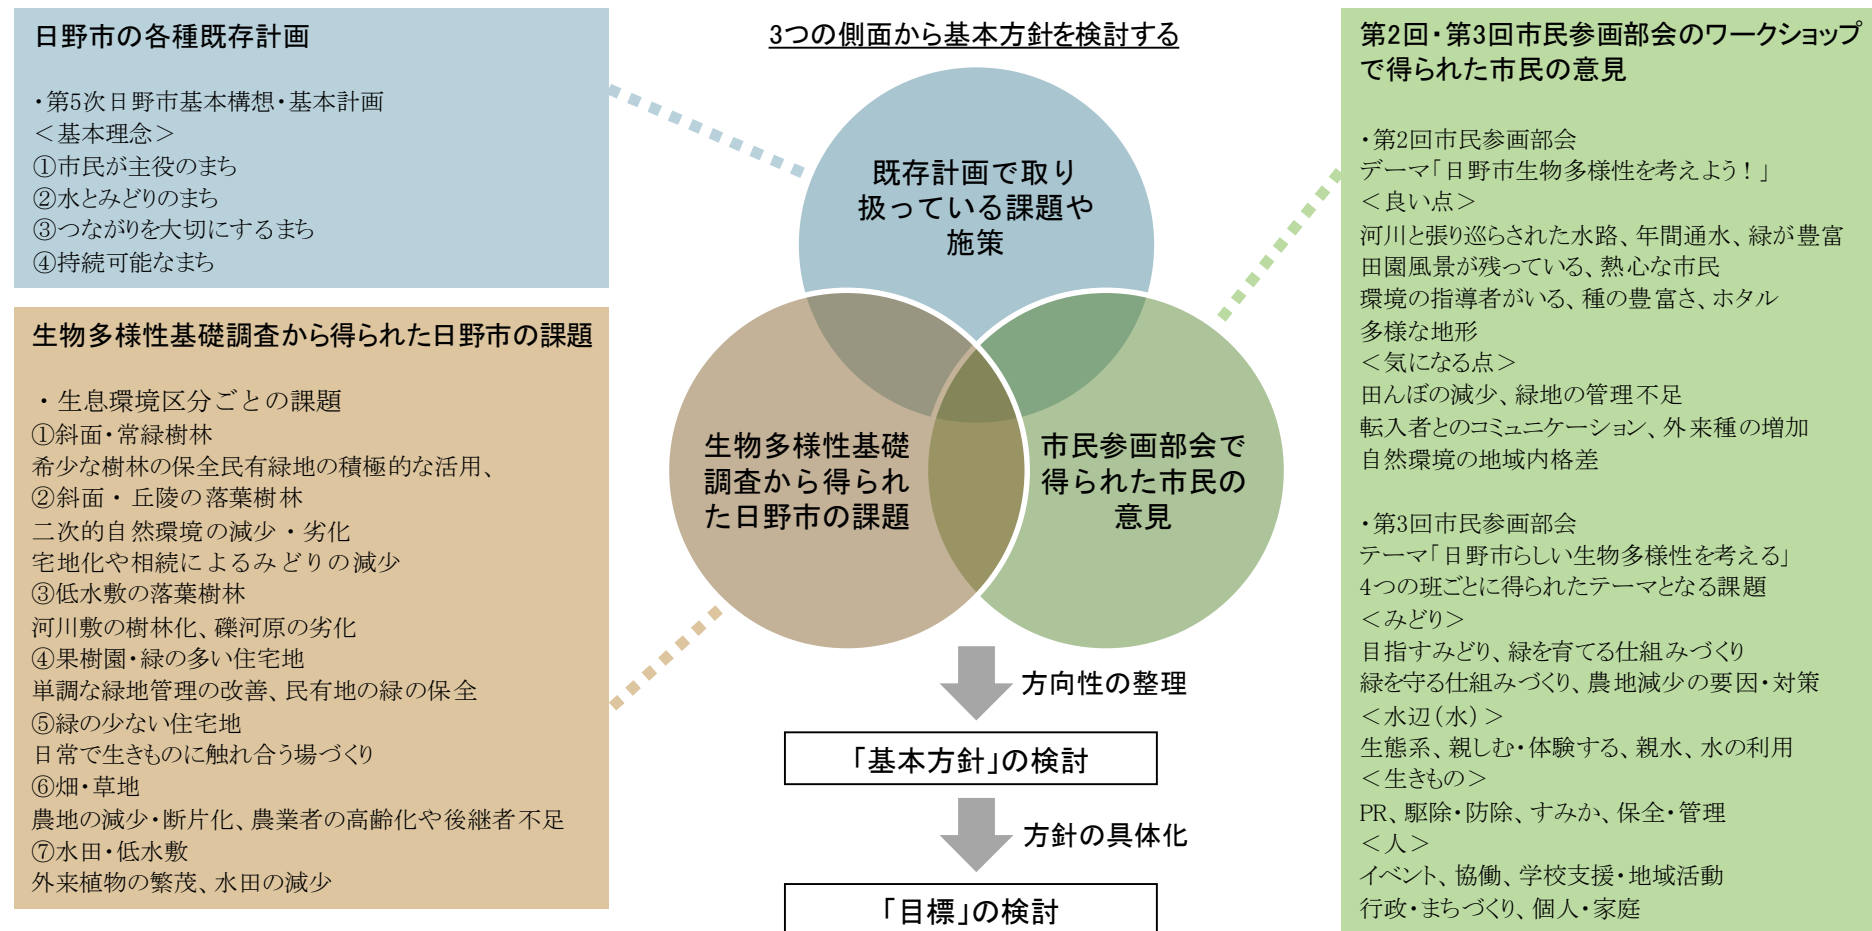 日野市の各種既存計画
・第5次日野市基本構想・基本計画
＜基本理念＞
①市民が主役のまち
②水とみどりのまち
③つながりを大切にするまち
④持続可能なまち
生物多様性基礎調査から得られた日野市の課題
・生息環境区分ごとの課題
①斜面・常緑樹林
希少な樹林の保全民有緑地の積極的な活用、
②斜面・丘陵の落葉樹林
二次的自然環境の減少・劣化
宅地化や相続によるみどりの減少
③低水敷の落葉樹林
河川敷の樹林化、礫河原の劣化
④果樹園・緑の多い住宅地
単調な緑地管理の改善、民有地の緑の保全
⑤緑の少ない住宅地
日常で生きものに触れ合う場づくり
⑥畑・草地
農地の減少・断片化、農業者の高齢化や後継者不足
⑦水田・低水敷
外来植物の繁茂、水田の減少
3つの側面から基本方針を検討する
既存計画で取り
扱っている課題や
施策
生物多様性基礎
調査から得られ
た日野市の課題
市民参画部会で
得られた市民の
意見
方向性の整理
「基本方針」の検討
方針の具体化
「目標」の検討
第2回・第3回市民参画部会のワークショップ
で得られた市民の意見
・第2回市民参画部会
デーマ「日野市生物多様性を考えよう！」
＜良い点＞
河川と張り巡らされた水路、年間通水、緑が豊富
田園風景が残っている、熱心な市民
環境の指導者がいる、種の豊富さ、ホタル
多様な地形
＜気になる点＞
田んぼの減少、緑地の管理不足
転入者とのコミュニケーション、外来種の増加
自然環境の地域内格差
・第3回市民参画部会
テーマ「日野市らしい生物多様性を考える」
4つの班ごとに得られたテーマとなる課題
＜みどり＞
目指すみどり、緑を育てる仕組みづくり
緑を守る仕組みづくり、農地減少の要因・対策
＜水辺（水）＞
生態系、親しむ・体験する、親水、水の利用
＜生きもの＞
PR、駆除・防除、すみか、保全・管理
＜人＞
イベント、協働、学校支援・地域活動
行政・まちづくり、個人・家庭